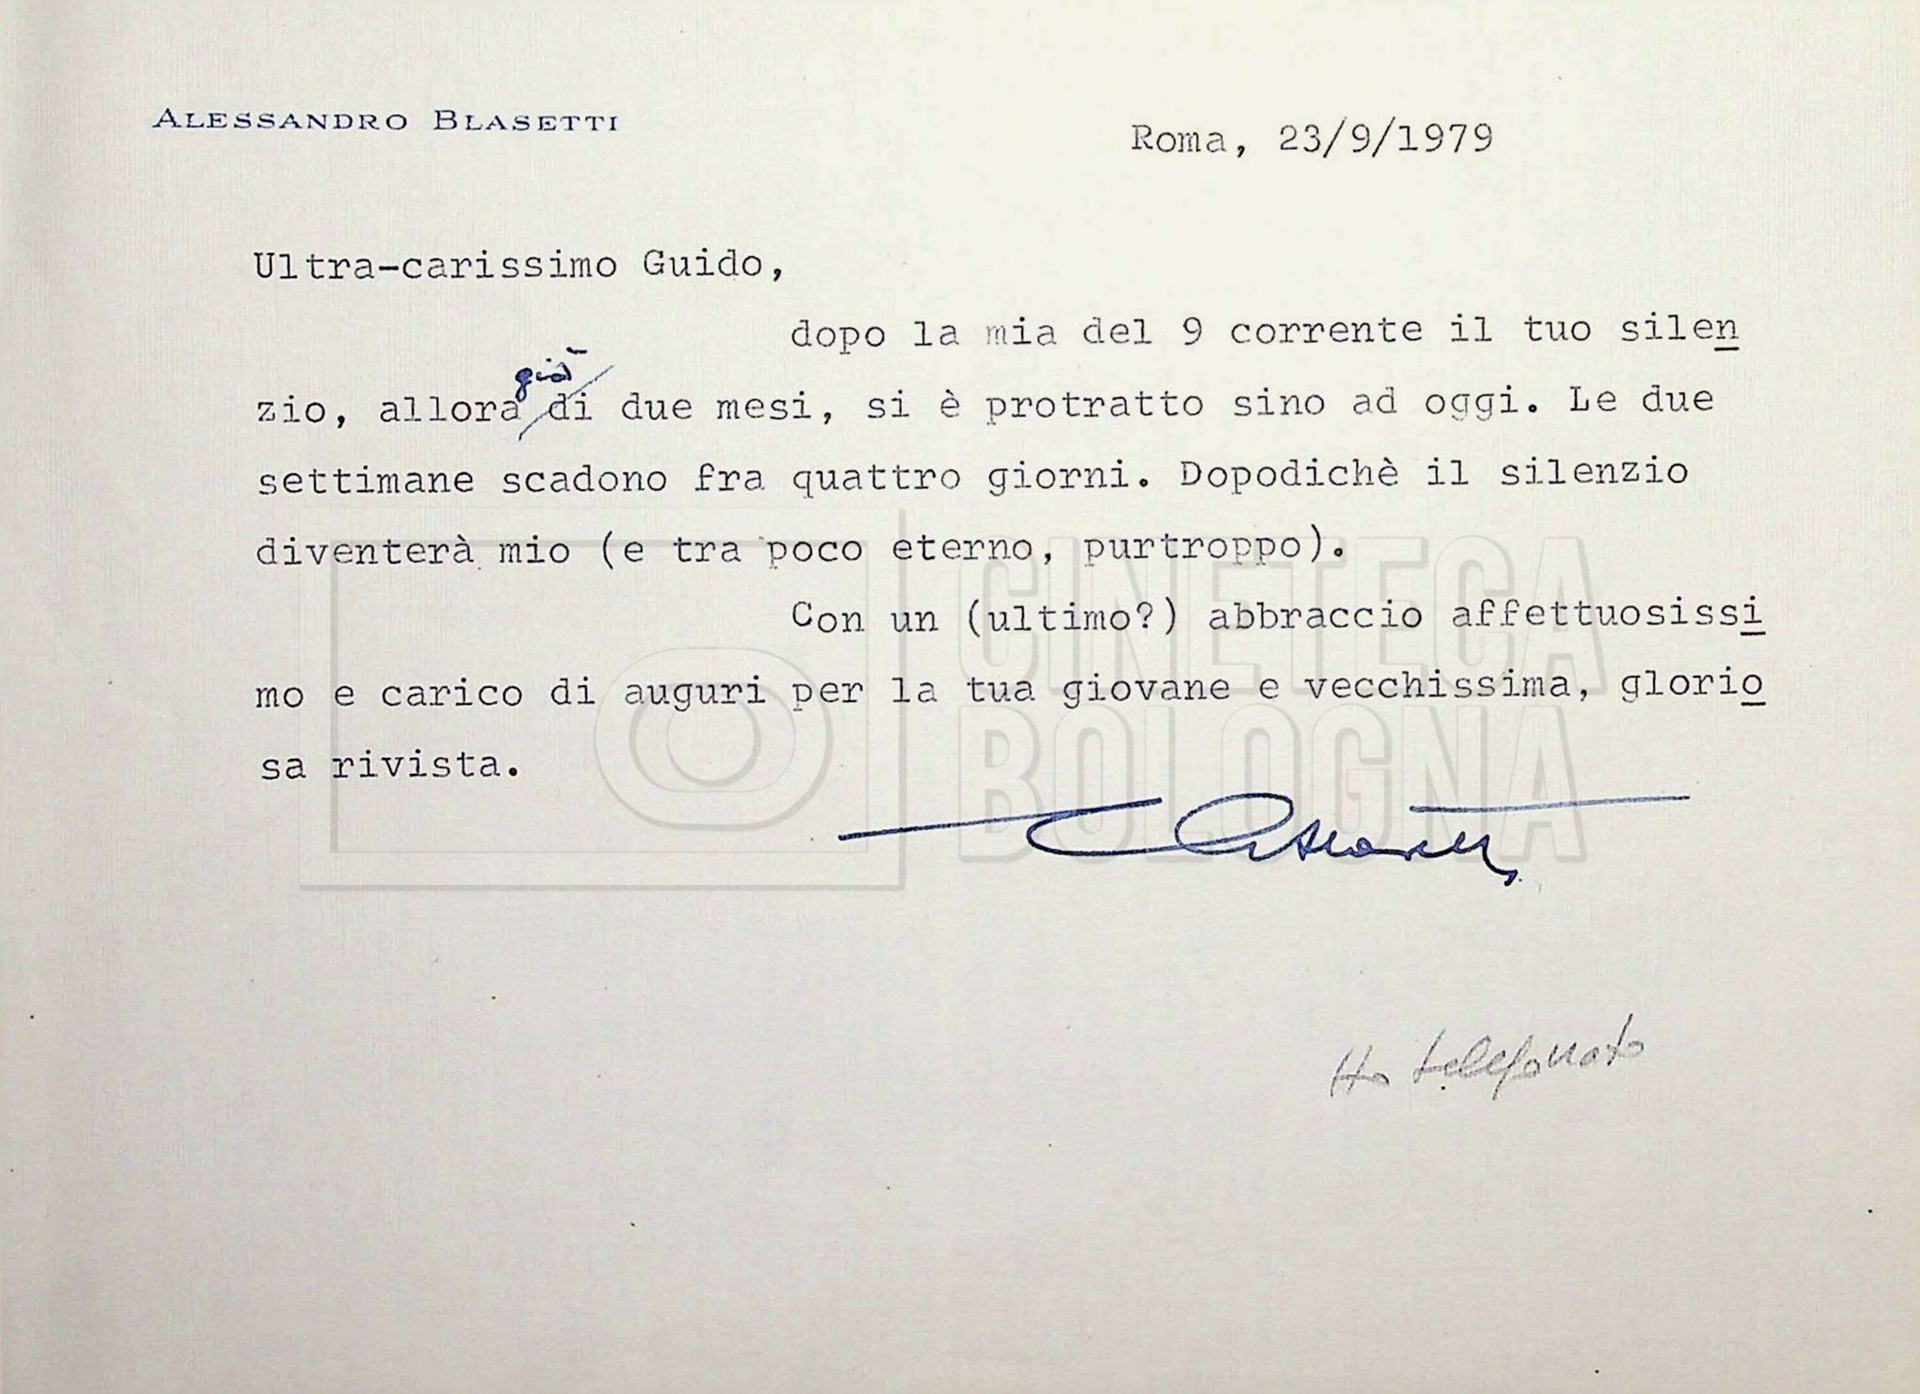 ALESSANDRO BLASETTI
Roma, 23/9/1979
Ultra-carissimo Guido,
dopo la mia del 9 corrente il tuo silen
già
zio, allora di due mesi, si è protratto sino ad oggi. Le due
settimane scadono fra quattro giorni. Dopodichè il silenzio
diventerà mio (e tra poco eterno, purtroppo).
Con un (ultimo?) abbraccio affettuosissi
mo e carico di auguri per la tua giovane e vecchissima, glorio
sa rivista.
CINETECA
BOLOGNA
Ho telefonato